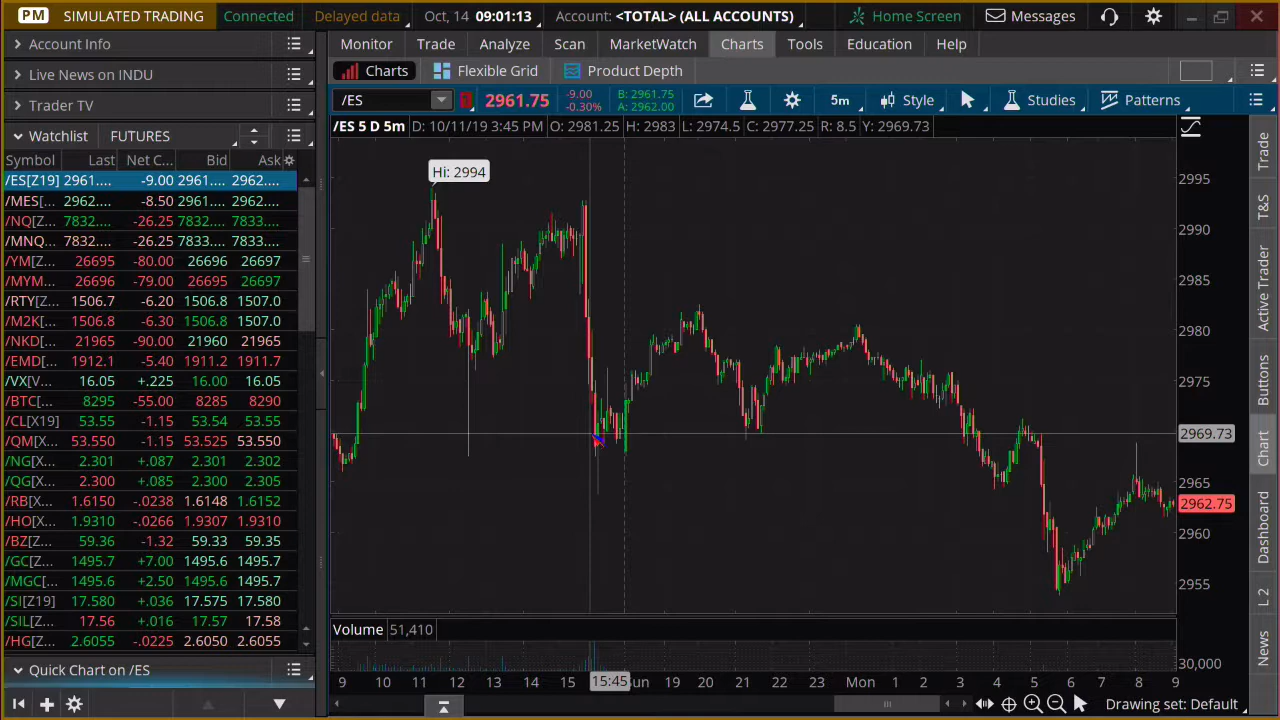 PM SIMULATED TRADING Connected Delayed data Oct, 14 09:01:13 Account: <TOTAL> (ALL ACCOUNTS) Home Screen Messages
Account Info
Live News on INDU
Trader TV
Watchlist FUTURES
Symbol Last Net C... Bid Ask
/ES[Z19] 2961.... -9.00 2961.... 2962....
/MES[... 2962.... -8.50 2961.... 2962....
/NQ[Z... 7832.... -26.25 7832.... 7833....
/MNQ... 7832.... -26.25 7833.... 7833....
/YM[Z... 26695 -80.00 26696 26697
/MYM... 26696 -79.00 26695 26697
/RTY[Z... 1506.7 -6.20 1506.8 1507.0
/M2K[... 1506.8 -6.30 1506.8 1507.0
/NKD[... 21965 -90.00 21960 21965
/EMD[... 1912.1 -5.40 1911.2 1911.7
/VX[V... 16.05 +.225 16.00 16.05
/BTC[... 8295 -55.00 8285 8290
/CL[X19] 53.55 -1.15 53.54 53.55
/QM[... 53.550 -1.15 53.525 53.550
/NG[X... 2.301 +.087 2.301 2.302
/QG[X... 2.300 +.085 2.300 2.305
/RB[X... 1.6150 -.0238 1.6148 1.6152
/HO[X... 1.9310 -.0266 1.9307 1.9310
/BZ[Z... 59.36 -1.32 59.33 59.35
/GC[Z... 1495.7 +7.00 1495.6 1495.7
/MGC[... 1495.6 +2.50 1495.6 1495.7
/SI[Z19] 17.580 +.036 17.575 17.580
/SIL[Z... 17.56 +.016 17.57 17.58
/HG[Z... 2.6055 -.0225 2.6050 2.6055
Quick Chart on /ES
Monitor Trade Analyze Scan MarketWatch Charts Tools Education Help
Charts Flexible Grid Product Depth
/ES 1 2961.75 -9.00 -0.30% B: 2961.75 A: 2962.00 5m Style Studies Patterns
/ES 5 D 5m D: 10/11/19 3:45 PM O: 2981.25 H: 2983 L: 2974.5 C: 2977.25 R: 8.5 Y: 2969.73
Hi: 2994
2995
2990
2985
2980
2975
2969.73
2965
2962.75
2960
2955
Volume 51,410
30,000
9 10 11 12 13 14 15 15:45 Sun 19 20 21 22 23 Mon 2 3 4 5 6 7 8 9
Drawing set: Default
Trade
T&S
Active Trader
Buttons
Chart
Dashboard
L 2
News